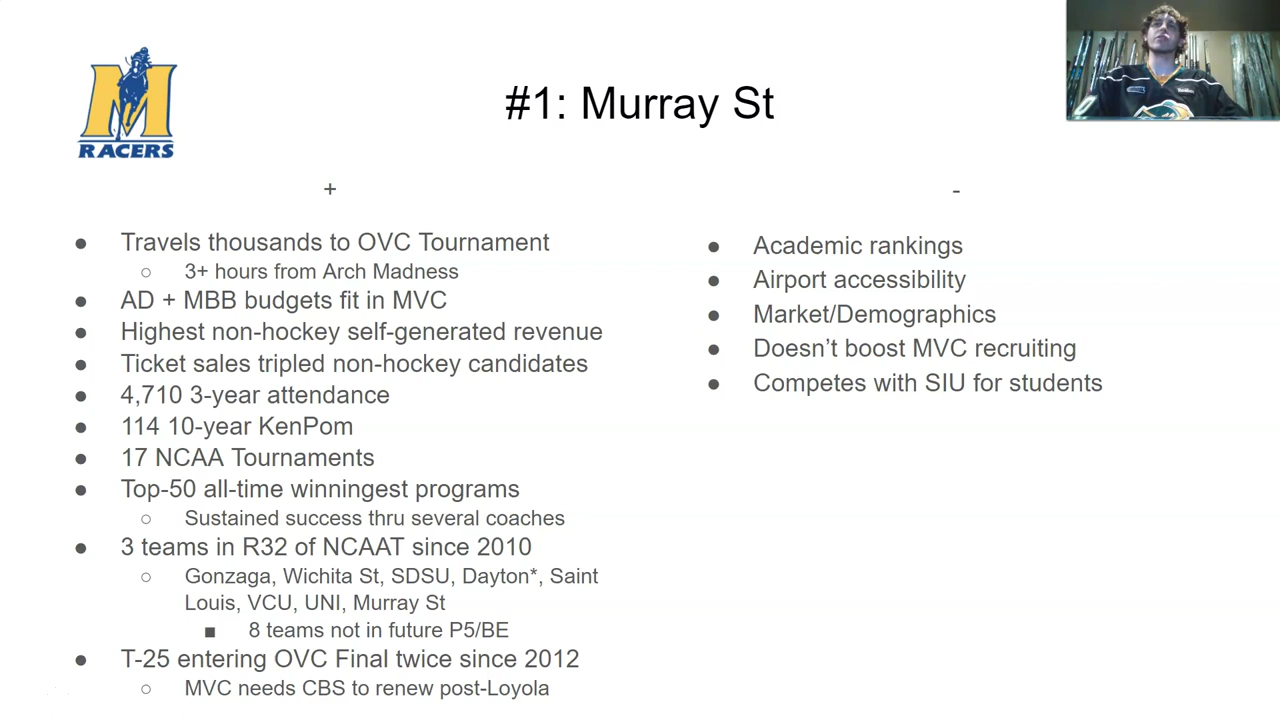 M
RACERS
#1: Murray St
+
● Travels thousands to OVC Tournament
○ 3+ hours from Arch Madness
● AD + MBB budgets fit in MVC
● Highest non-hockey self-generated revenue
● Ticket sales tripled non-hockey candidates
● 4,710 3-year attendance
● 114 10-year KenPom
● 17 NCAA Tournaments
● Top-50 all-time winningest programs
○ Sustained success thru several coaches
● 3 teams in R32 of NCAAT since 2010
○ Gonzaga, Wichita St, SDSU, Dayton*, Saint
Louis, VCU, UNI, Murray St
■ 8 teams not in future P5/BE
● T-25 entering OVC Final twice since 2012
○ MVC needs CBS to renew post-Loyola
-
● Academic rankings
● Airport accessibility
● Market/Demographics
● Doesn't boost MVC recruiting
● Competes with SIU for students